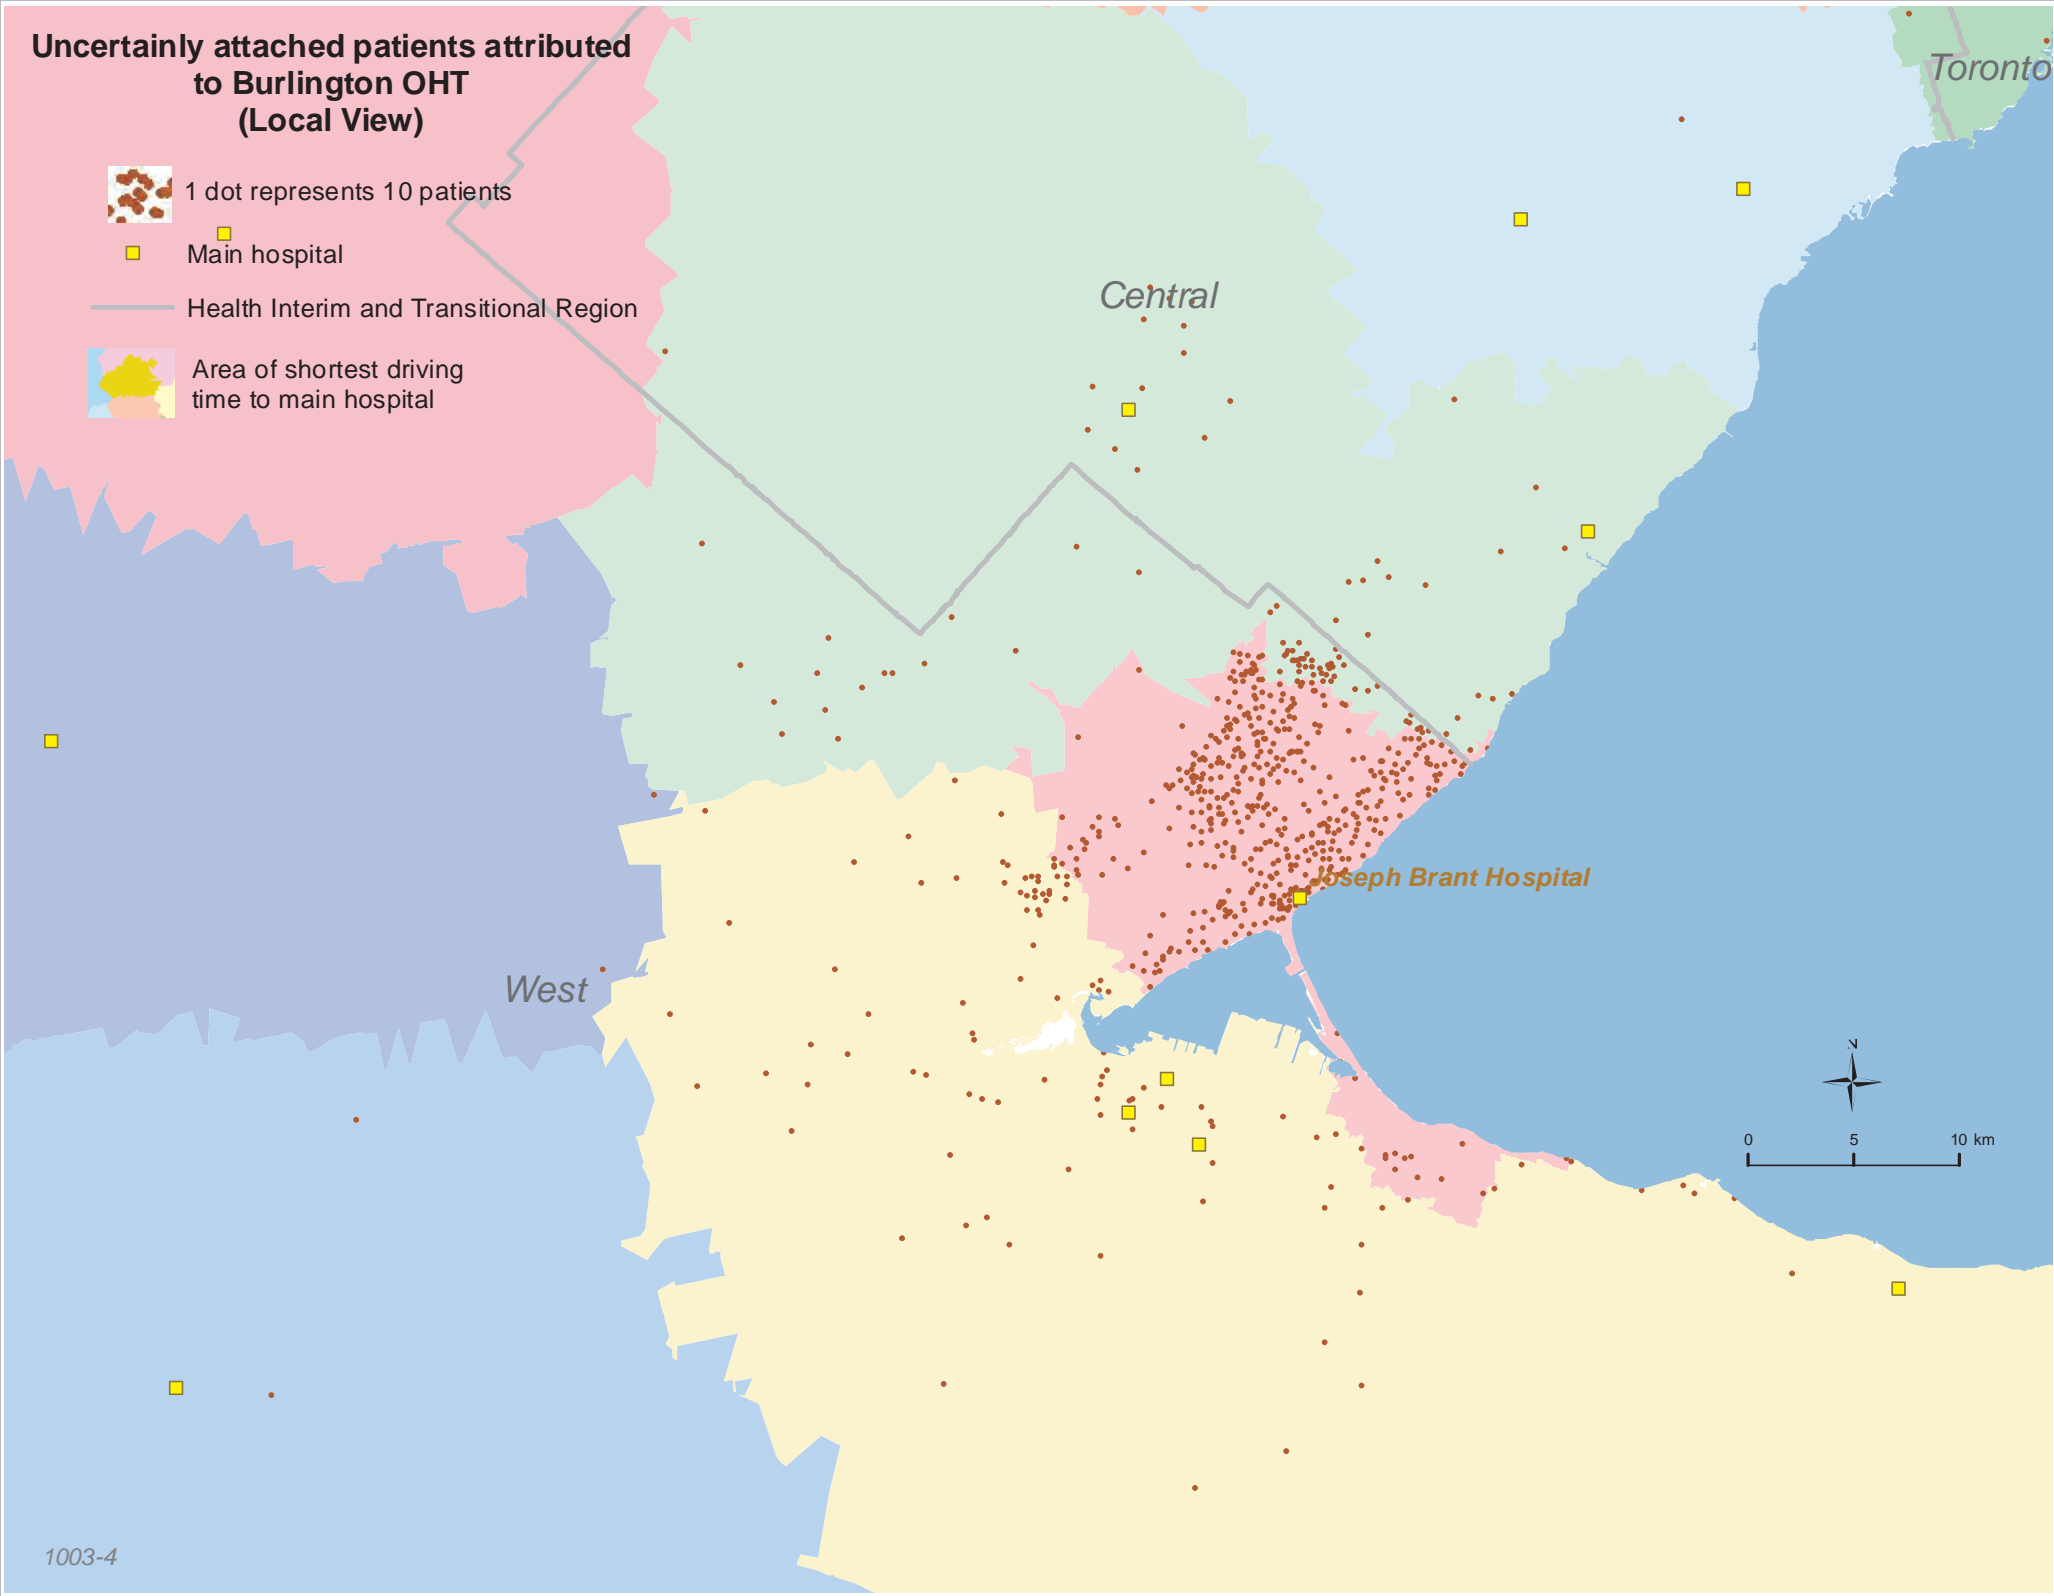 Uncertainly attached patients attributed
to Burlington OHT
(Local View)
1 dot represents 10 patients
Main hospital
Health Interim and Transitional Region
Area of shortest driving
time to main hospital
Toronto
Central
Joseph Brant Hospital
West
N
0 5 10 km
1003-4